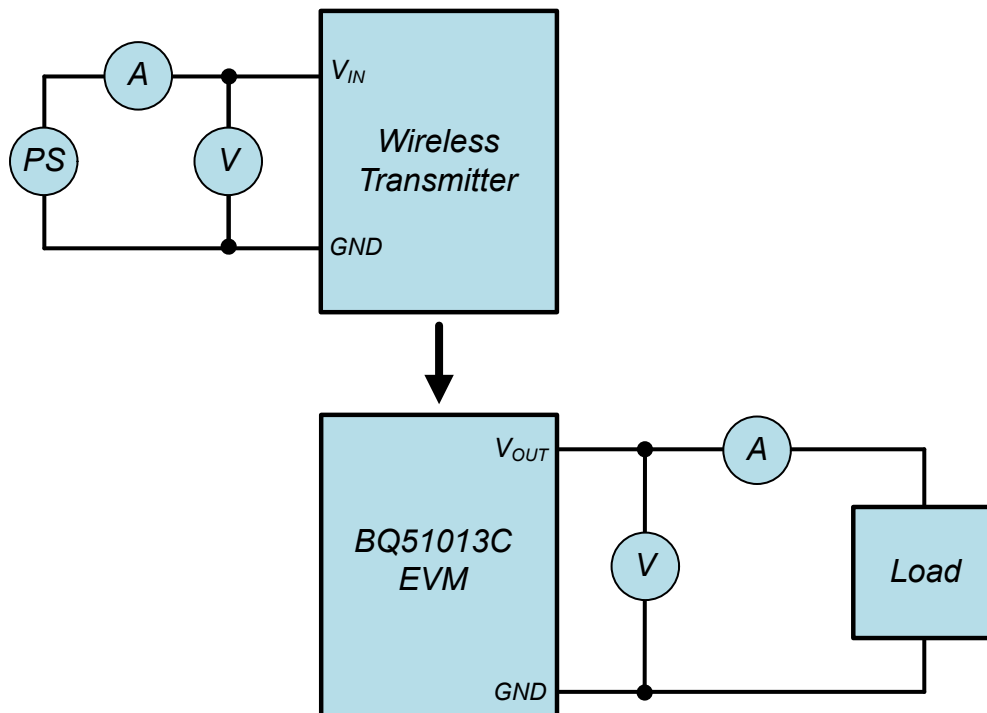 A
V_IN
PS
V
Wireless
Transmitter
GND
V_OUT
A
BQ51013C
EVM
V
Load
GND